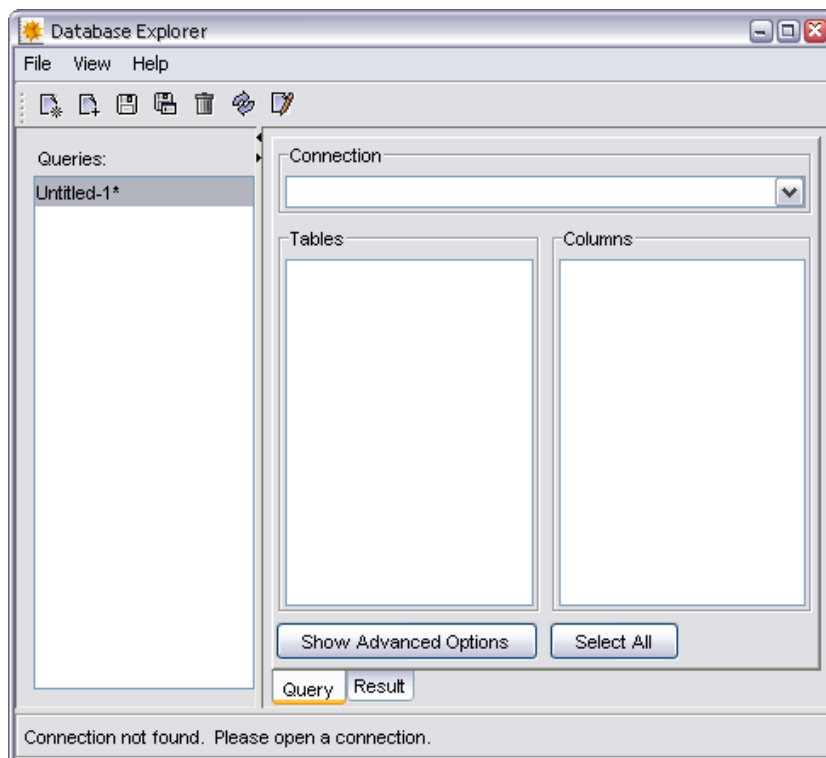 Database Explorer
File View Help
Queries:
Untitled-1*
Connection
Tables
Columns
Show Advanced Options
Select All
Query
Result
Connection not found. Please open a connection.